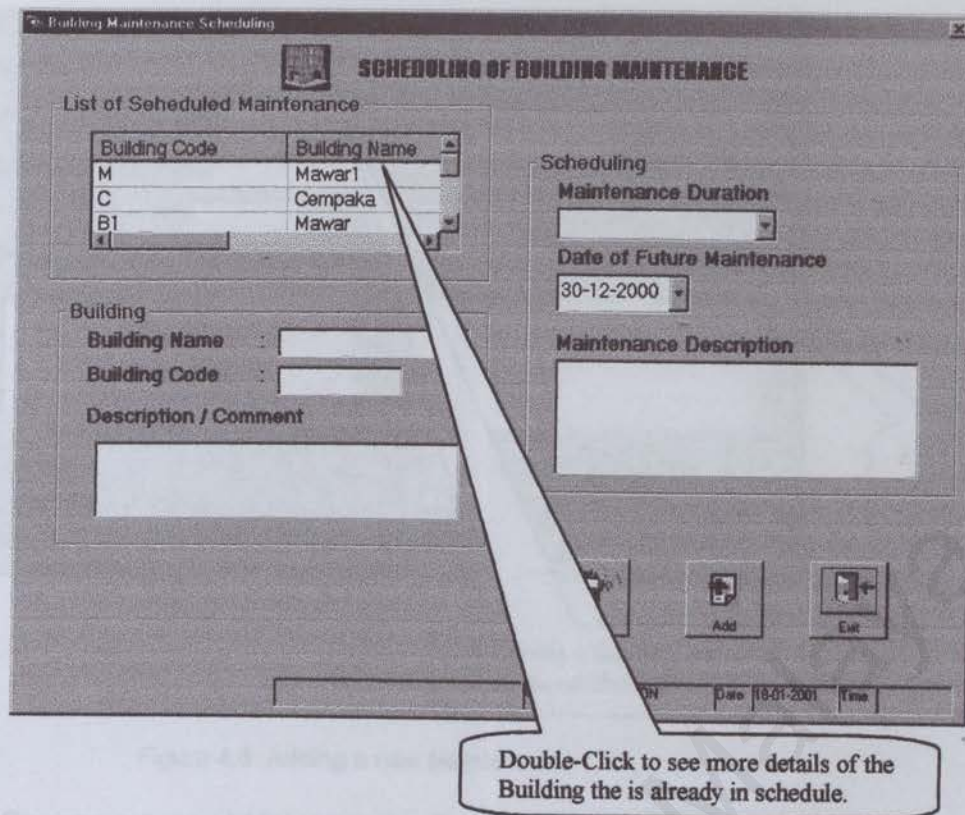 Building Maintenance Scheduling
SCHEDULING OF BUILDING MAINTENANCE
List of Scheduled Maintenance
Building Code Building Name
M Mawar1
C Cempaka
B1 Mawar
Scheduling
Maintenance Duration
Date of Future Maintenance
30-12-2000
Maintenance Description
Building
Building Name :
Building Code :
Description / Comment
Add
Exit
Date 18-01-2001 Time
Double-Click to see more details of the
Building the is already in schedule.